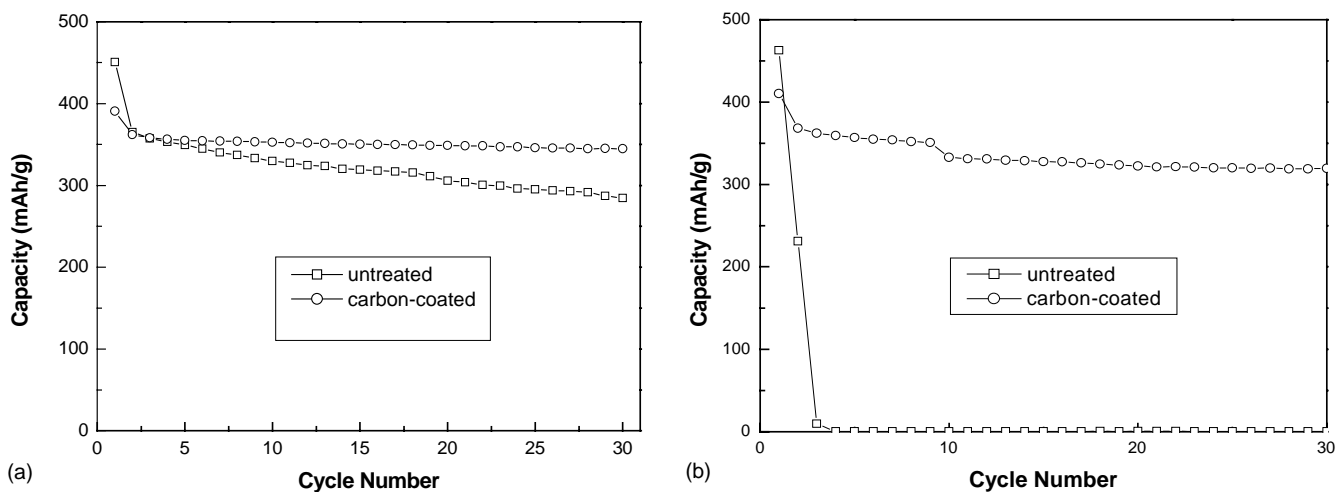 500
400
300
200
100
0
Capacity (mAh/g)
untreated
carbon-coated
0 5 10 15 20 25 30
Cycle Number
(a)
500
400
300
200
100
0
Capacity (mAh/g)
untreated
carbon-coated
0 10 20 30
Cycle Number
(b)